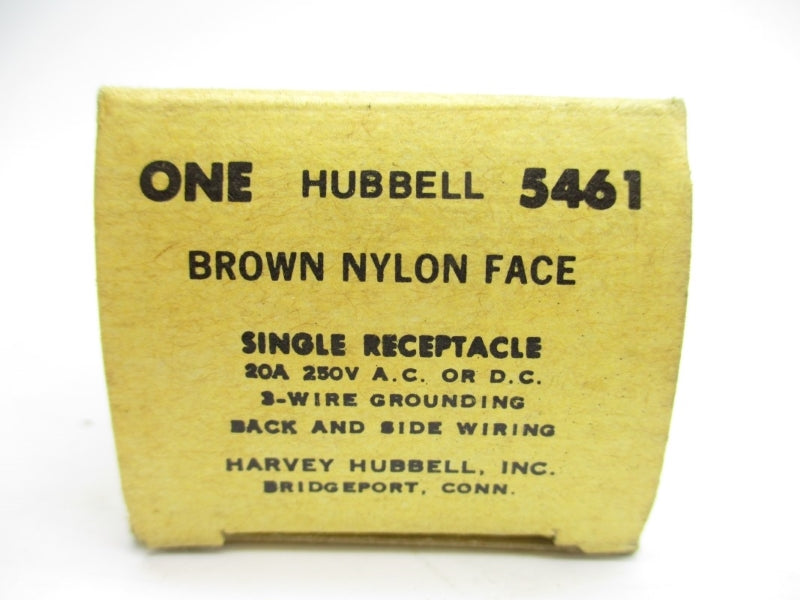 ONE HUBBELL 5461
BROWN NYLON FACE
SINGLE RECEPTACLE
20A 250V A.C. OR D.C.
3-WIRE GROUNDING
BACK AND SIDE WIRING
HARVEY HUBBELL, INC.
BRIDGEPORT, CONN.